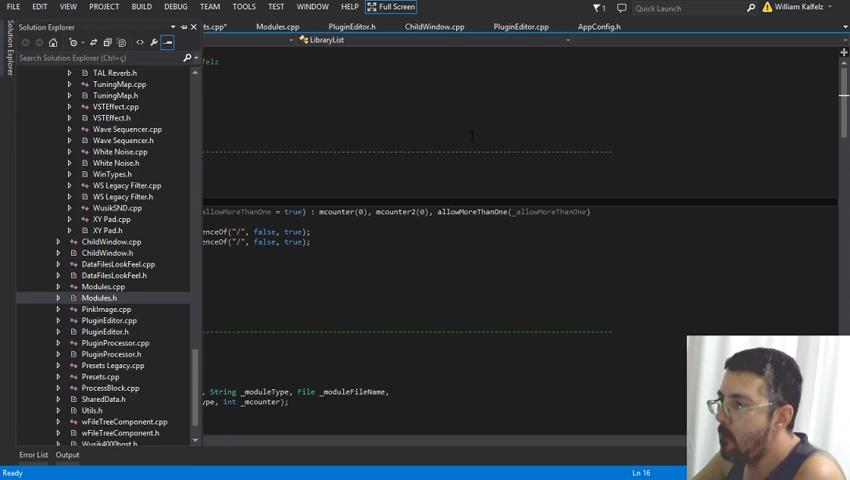 FILE EDIT VIEW PROJECT BUILD DEBUG TEAM TOOLS TEST WINDOW HELP Full Screen 1 Quick Launch William Kalfelz
Solution Explorer
ets.cpp* Modules.cpp PluginEditor.h ChildWindow.cpp PluginEditor.cpp AppConfig.h
Solution Explorer
LibraryList
Search Solution Explorer
felz
TAL Reverb.h
TuningMap.cpp
TuningMap.h
VSTEffect.cpp
VSTEffect.h
Wave Sequencer.cpp
Wave Sequencer.h
White Noise.cpp
White Noise.h
WinTypes.h
WS Legacy Filter.cpp
WS Legacy Filter.h
WusikSND.cpp
XY Pad.cpp
XY Pad.h
ChildWindow.cpp
ChildWindow.h
DataFilesLookFeel.cpp
DataFilesLookFeel.h
Modules.cpp
Modules.h
PinkImage.cpp
PluginEditor.cpp
PluginEditor.h
PluginProcessor.cpp
PluginProcessor.h
Presets Legacy.cpp
Presets.cpp
ProcessBlock.cpp
SharedData.h
Utils.h
wFileTreeComponent.cpp
wFileTreeComponent.h
Wusik4000host.h
allowMoreThanOne = true) : mcounter(0), mcounter2(0), allowMoreThanOne(_allowMoreThanOne)
enceOf("/", false, true);
enceOf("/", false, true);
, String _moduleType, File _moduleFileName,
ype, int _mcounter);
Error List Output
Ready Ln 16